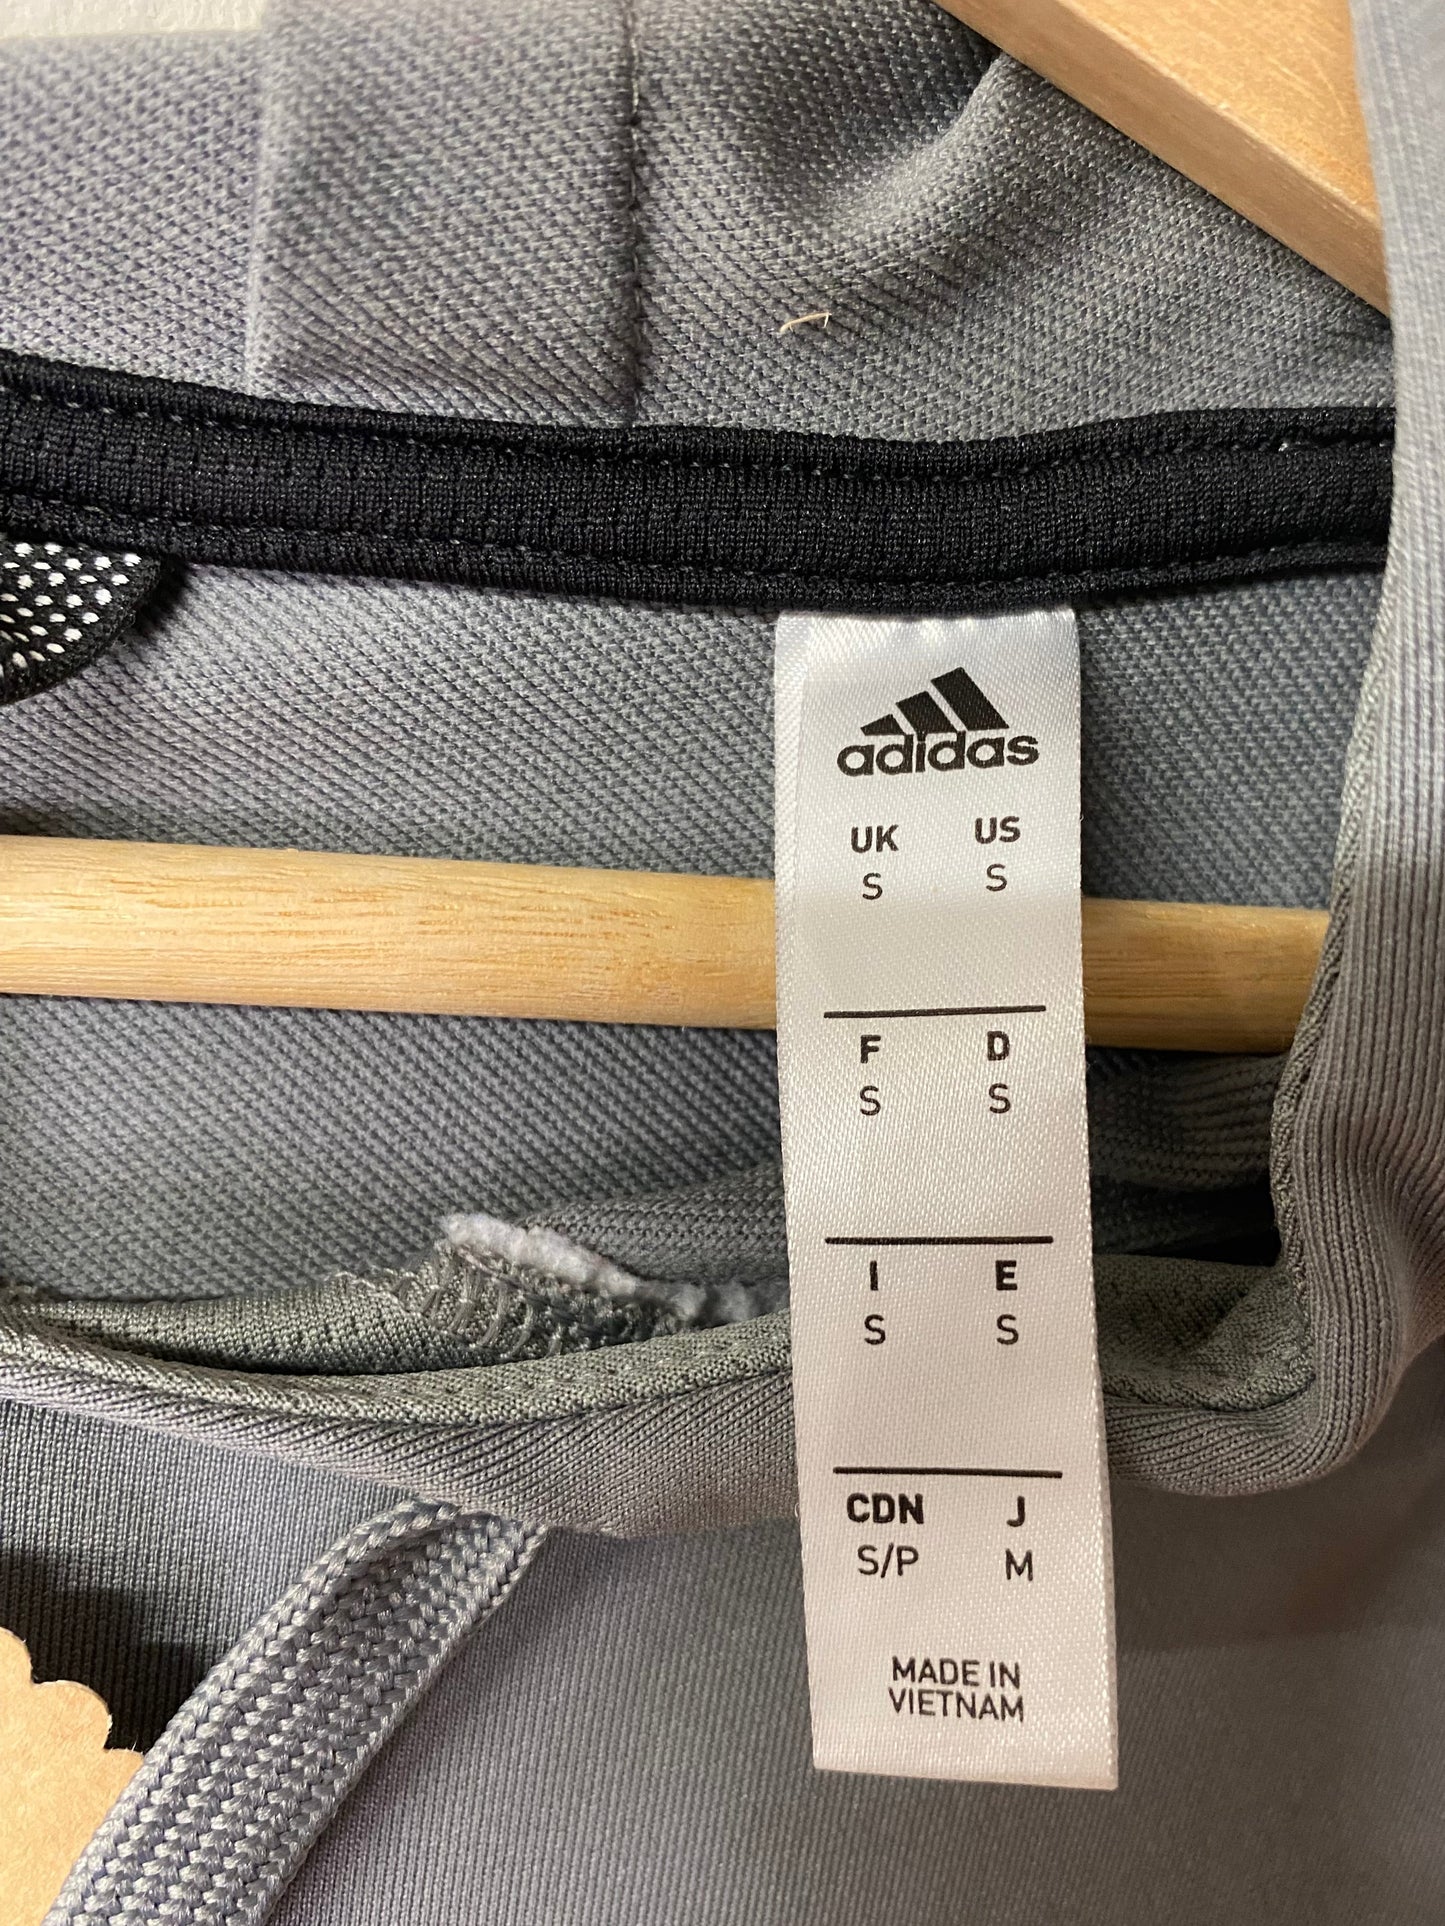 adidas
UK US
S S
F D
S S
I E
S S
CDN J
S/P M
MADE IN
VIETNAM